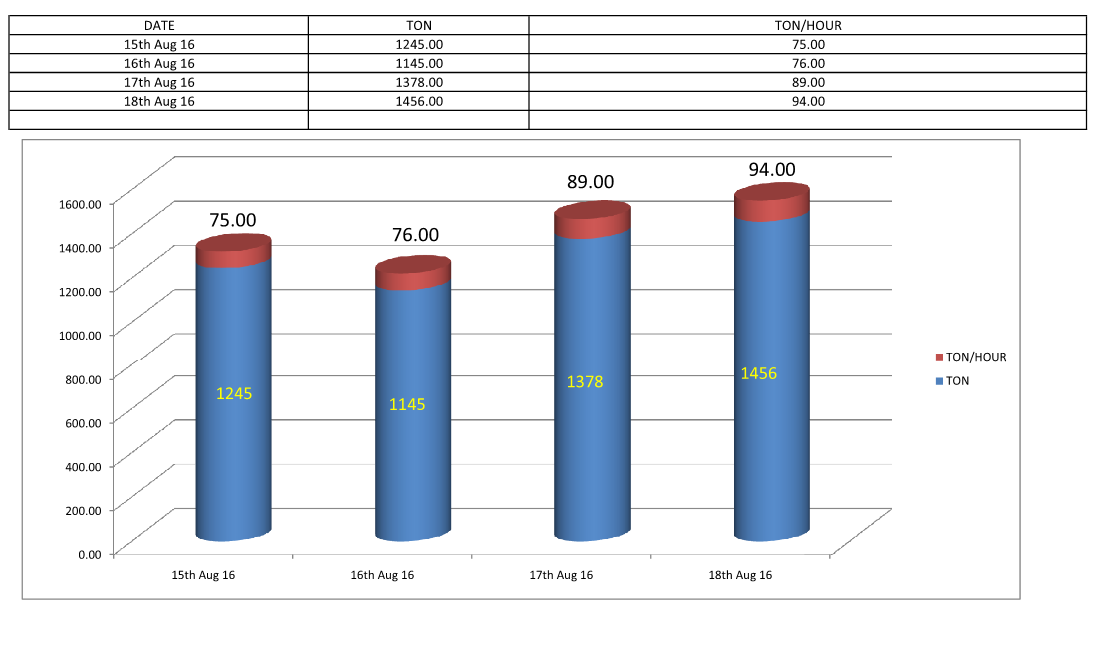 DATE TON TON/HOUR
15th Aug 16 1245.00 75.00
16th Aug 16 1145.00 76.00
17th Aug 16 1378.00 89.00
18th Aug 16 1456.00 94.00
94.00
89.00
75.00
76.00
1600.00
1400.00
1200.00
1000.00
800.00
600.00
400.00
200.00
0.00
1245
1145
1378
1456
TON/HOUR
TON
15th Aug 16 16th Aug 16 17th Aug 16 18th Aug 16